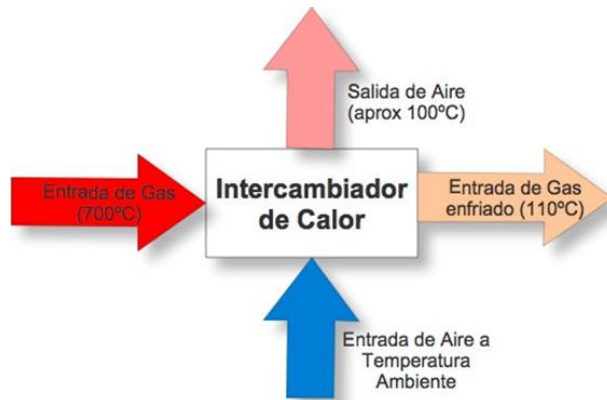 Salida de Aire
(aprox 100ºC)
Entrada de Gas
(700ºC)
Intercambiador
de Calor
Entrada de Gas
enfriado (110ºC)
Entrada de Aire a
Temperatura
Ambiente